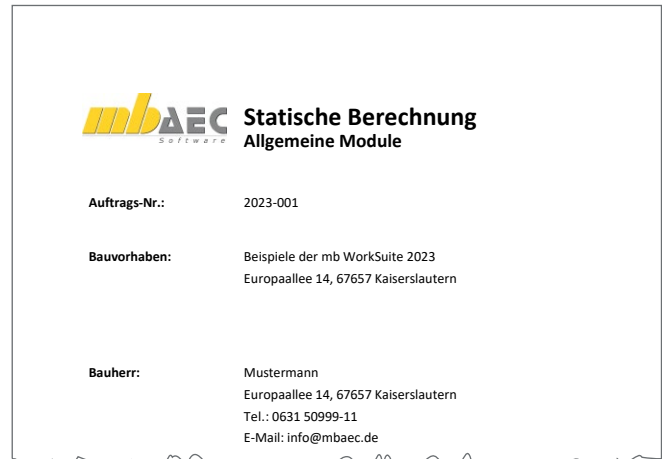 mbAEC
Software
Statische Berechnung
Allgemeine Module
Auftrags-Nr.: 2023-001
Bauvorhaben: Beispiele der mb WorkSuite 2023
Europaallee 14, 67657 Kaiserslautern
Bauherr: Mustermann
Europaallee 14, 67657 Kaiserslautern
Tel.: 0631 50999-11
E-Mail: info@mbaec.de